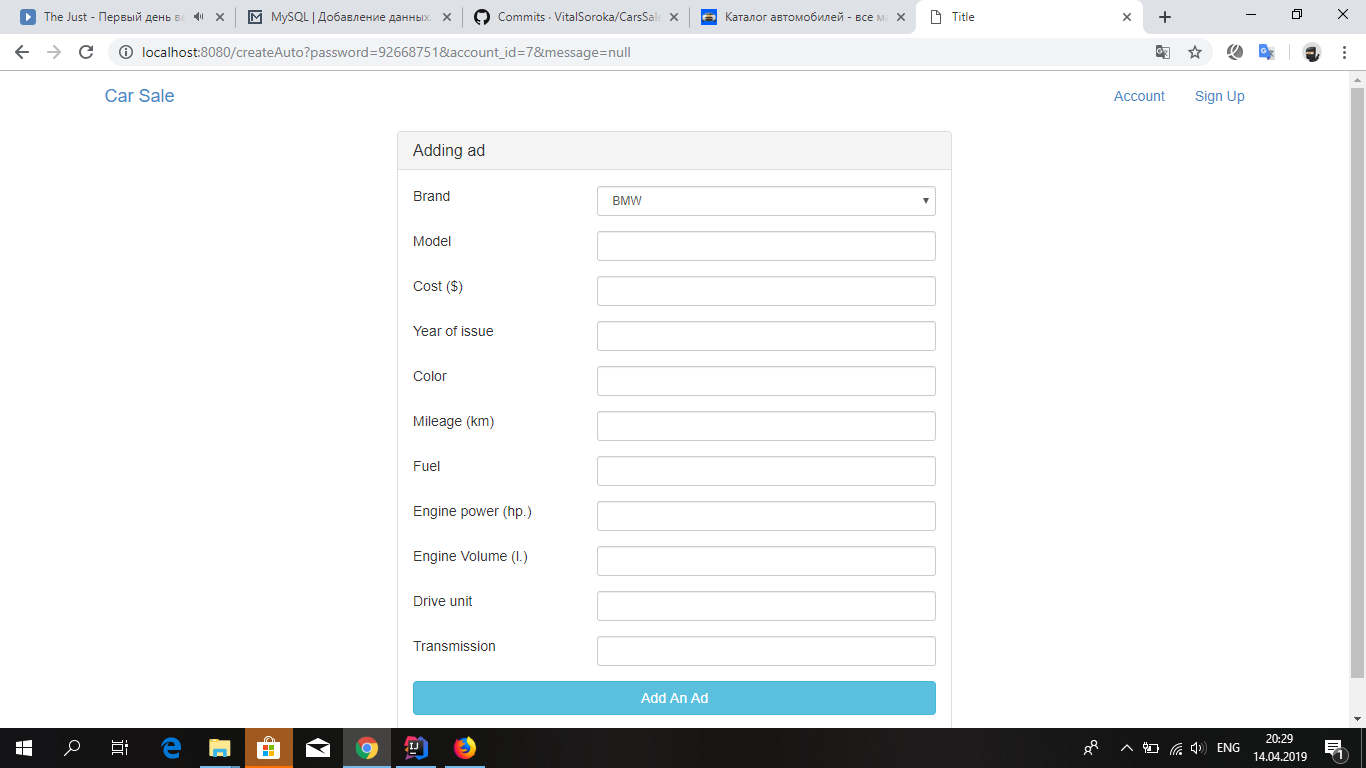 The Just - Первый день ве
MySQL | Добавление данных.
Commits · VitalSoroka/CarsSale
Каталог автомобилей - все ма
Title
localhost:8080/createAuto?password=92668751&account_id=7&message=null
Car Sale
Account
Sign Up
Adding ad
Brand
BMW
Model
Cost ($)
Year of issue
Color
Mileage (km)
Fuel
Engine power (hp.)
Engine Volume (l.)
Drive unit
Transmission
Add An Ad
ENG
20:29
14.04.2019
1